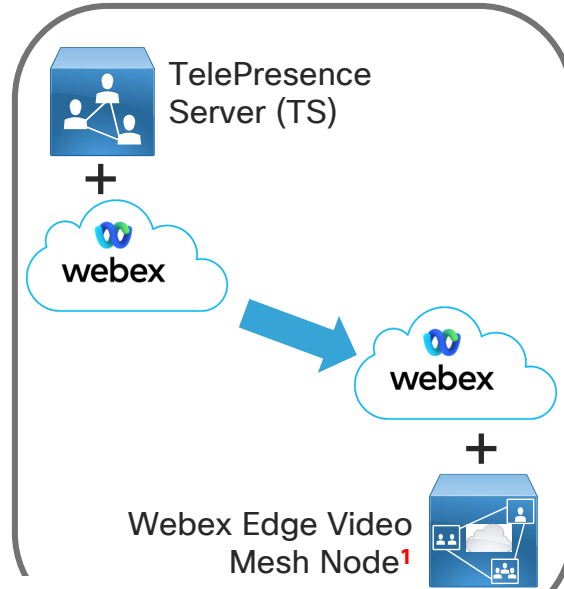 TelePresence
Server (TS)
+
webex
webex
+
Webex Edge Video
Mesh Node¹